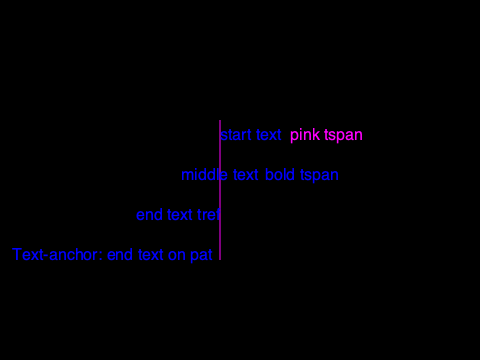 start text pink tspan
middle text bold tspan
end text tref
Text-anchor: end text on pat